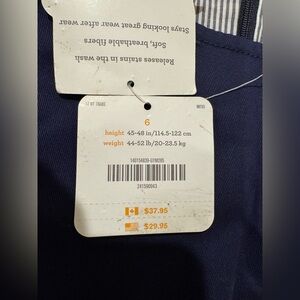 Releases stains in the wash
Soft, breathable fibers
Stays looking great wear after wear
6
height 45-48 in/114.5-122 cm
weight 44-52 lb/20-23.5 kg
$37.95
$29.95